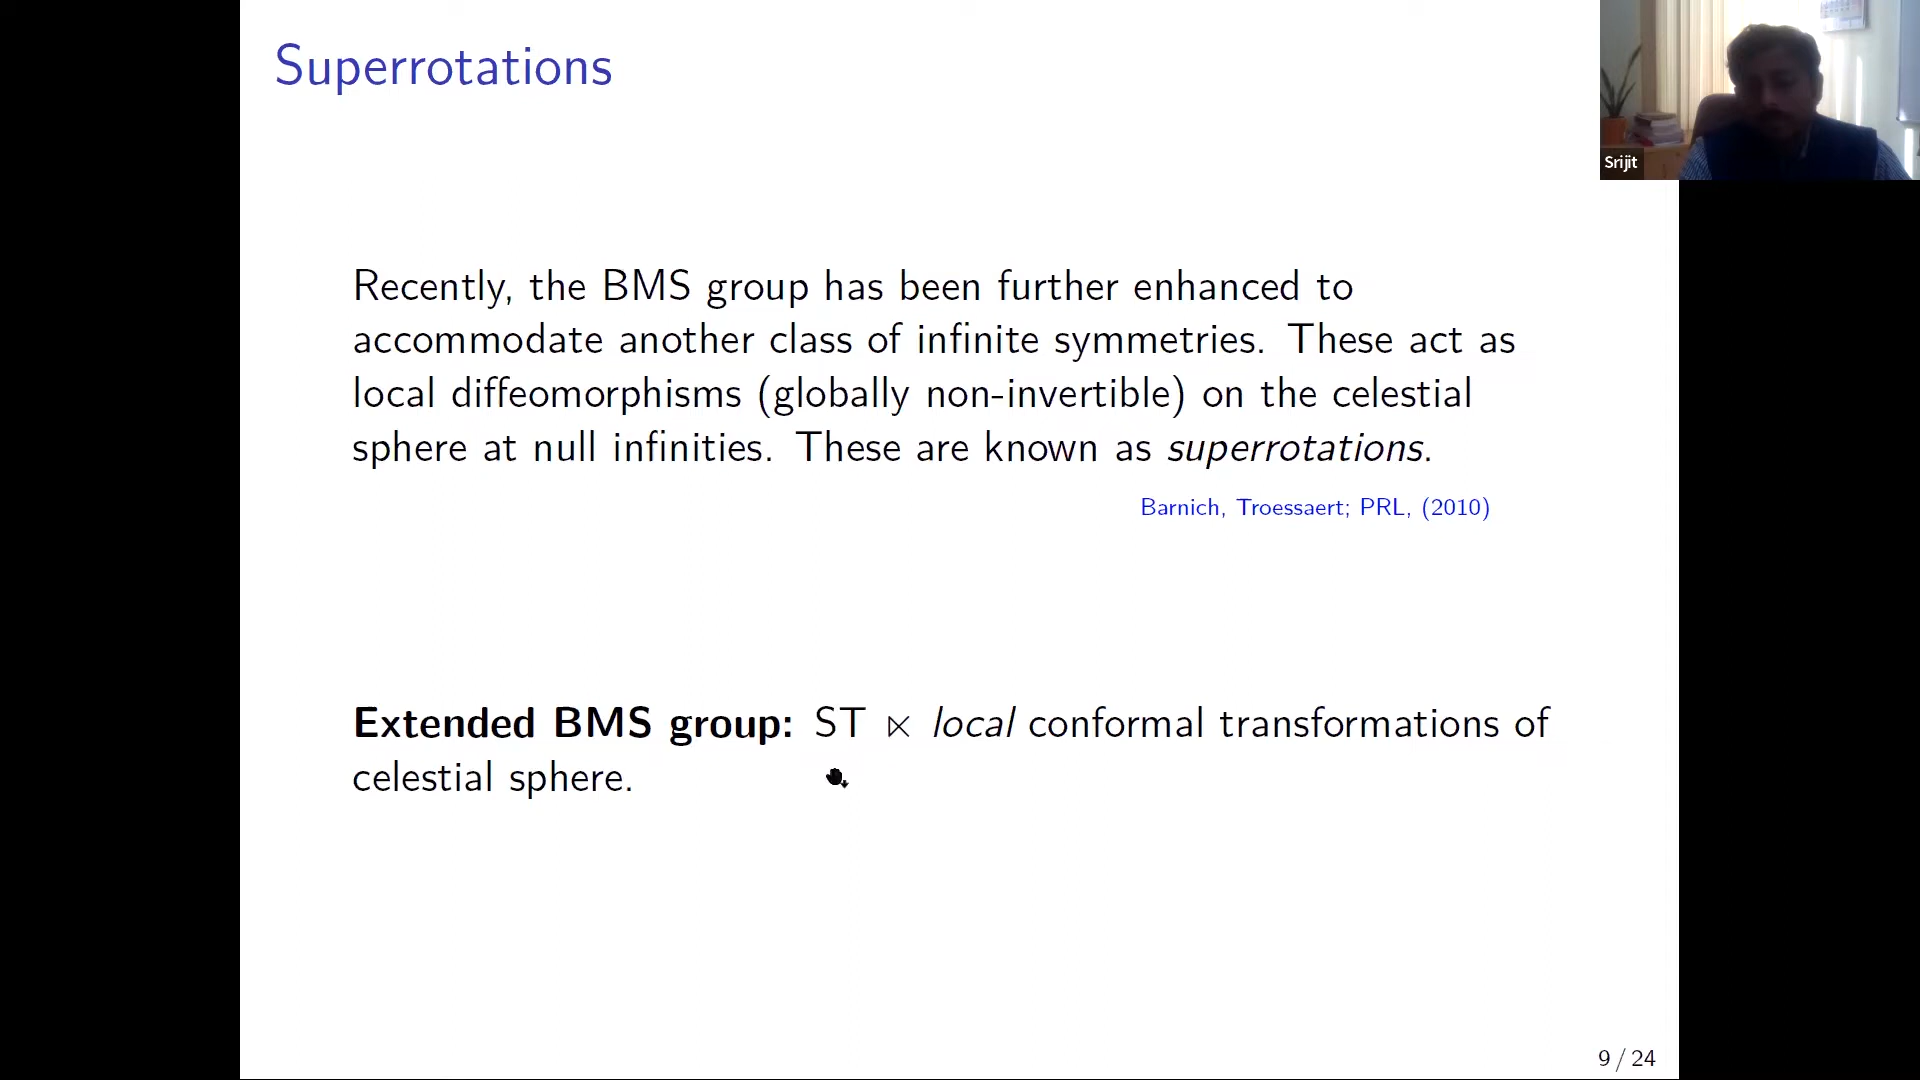 Superrotations
Srijit
Recently, the BMS group has been further enhanced to
accommodate another class of infinite symmetries. These act as
local diffeomorphisms (globally non-invertible) on the celestial
sphere at null infinities. These are known as superrotations.
Barnich, Troessaert; PRL, (2010)
Extended BMS group: ST ⋉ local conformal transformations of
celestial sphere.
9 / 24